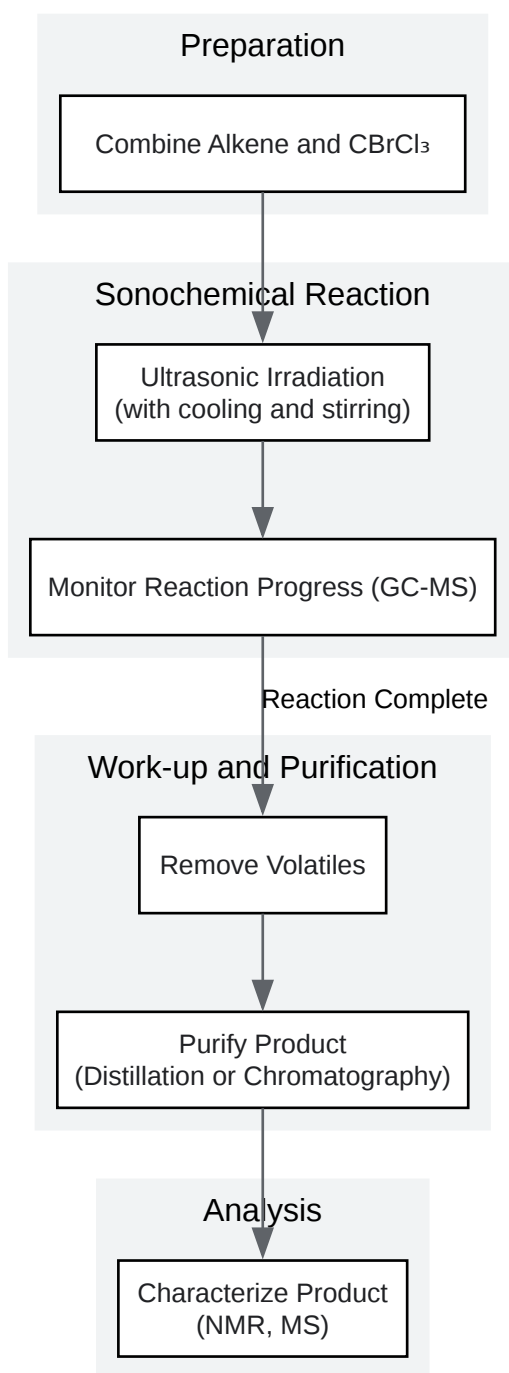 Preparation
Combine Alkene and CBrCl₃
Sonochemical Reaction
Ultrasonic Irradiation
(with cooling and stirring)
Monitor Reaction Progress (GC-MS)
Reaction Complete
Work-up and Purification
Remove Volatiles
Purify Product
(Distillation or Chromatography)
Analysis
Characterize Product
(NMR, MS)